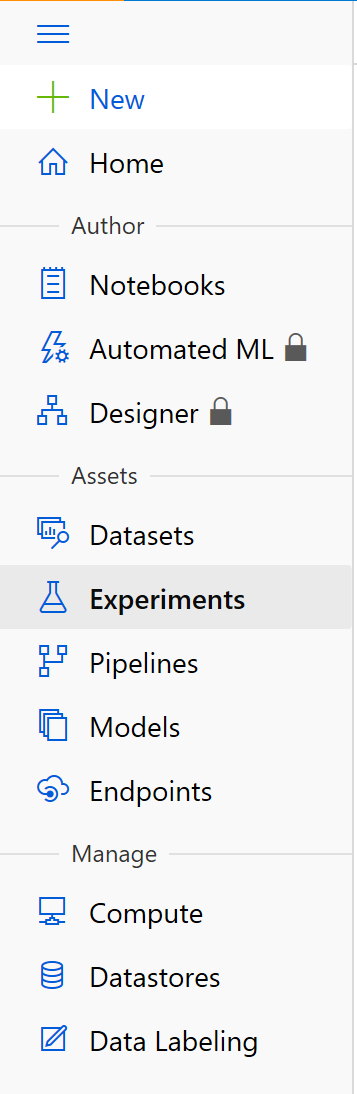 New
Home
Author
Notebooks
Automated ML
Designer
Assets
Datasets
Experiments
Pipelines
Models
Endpoints
Manage
Compute
Datastores
Data Labeling